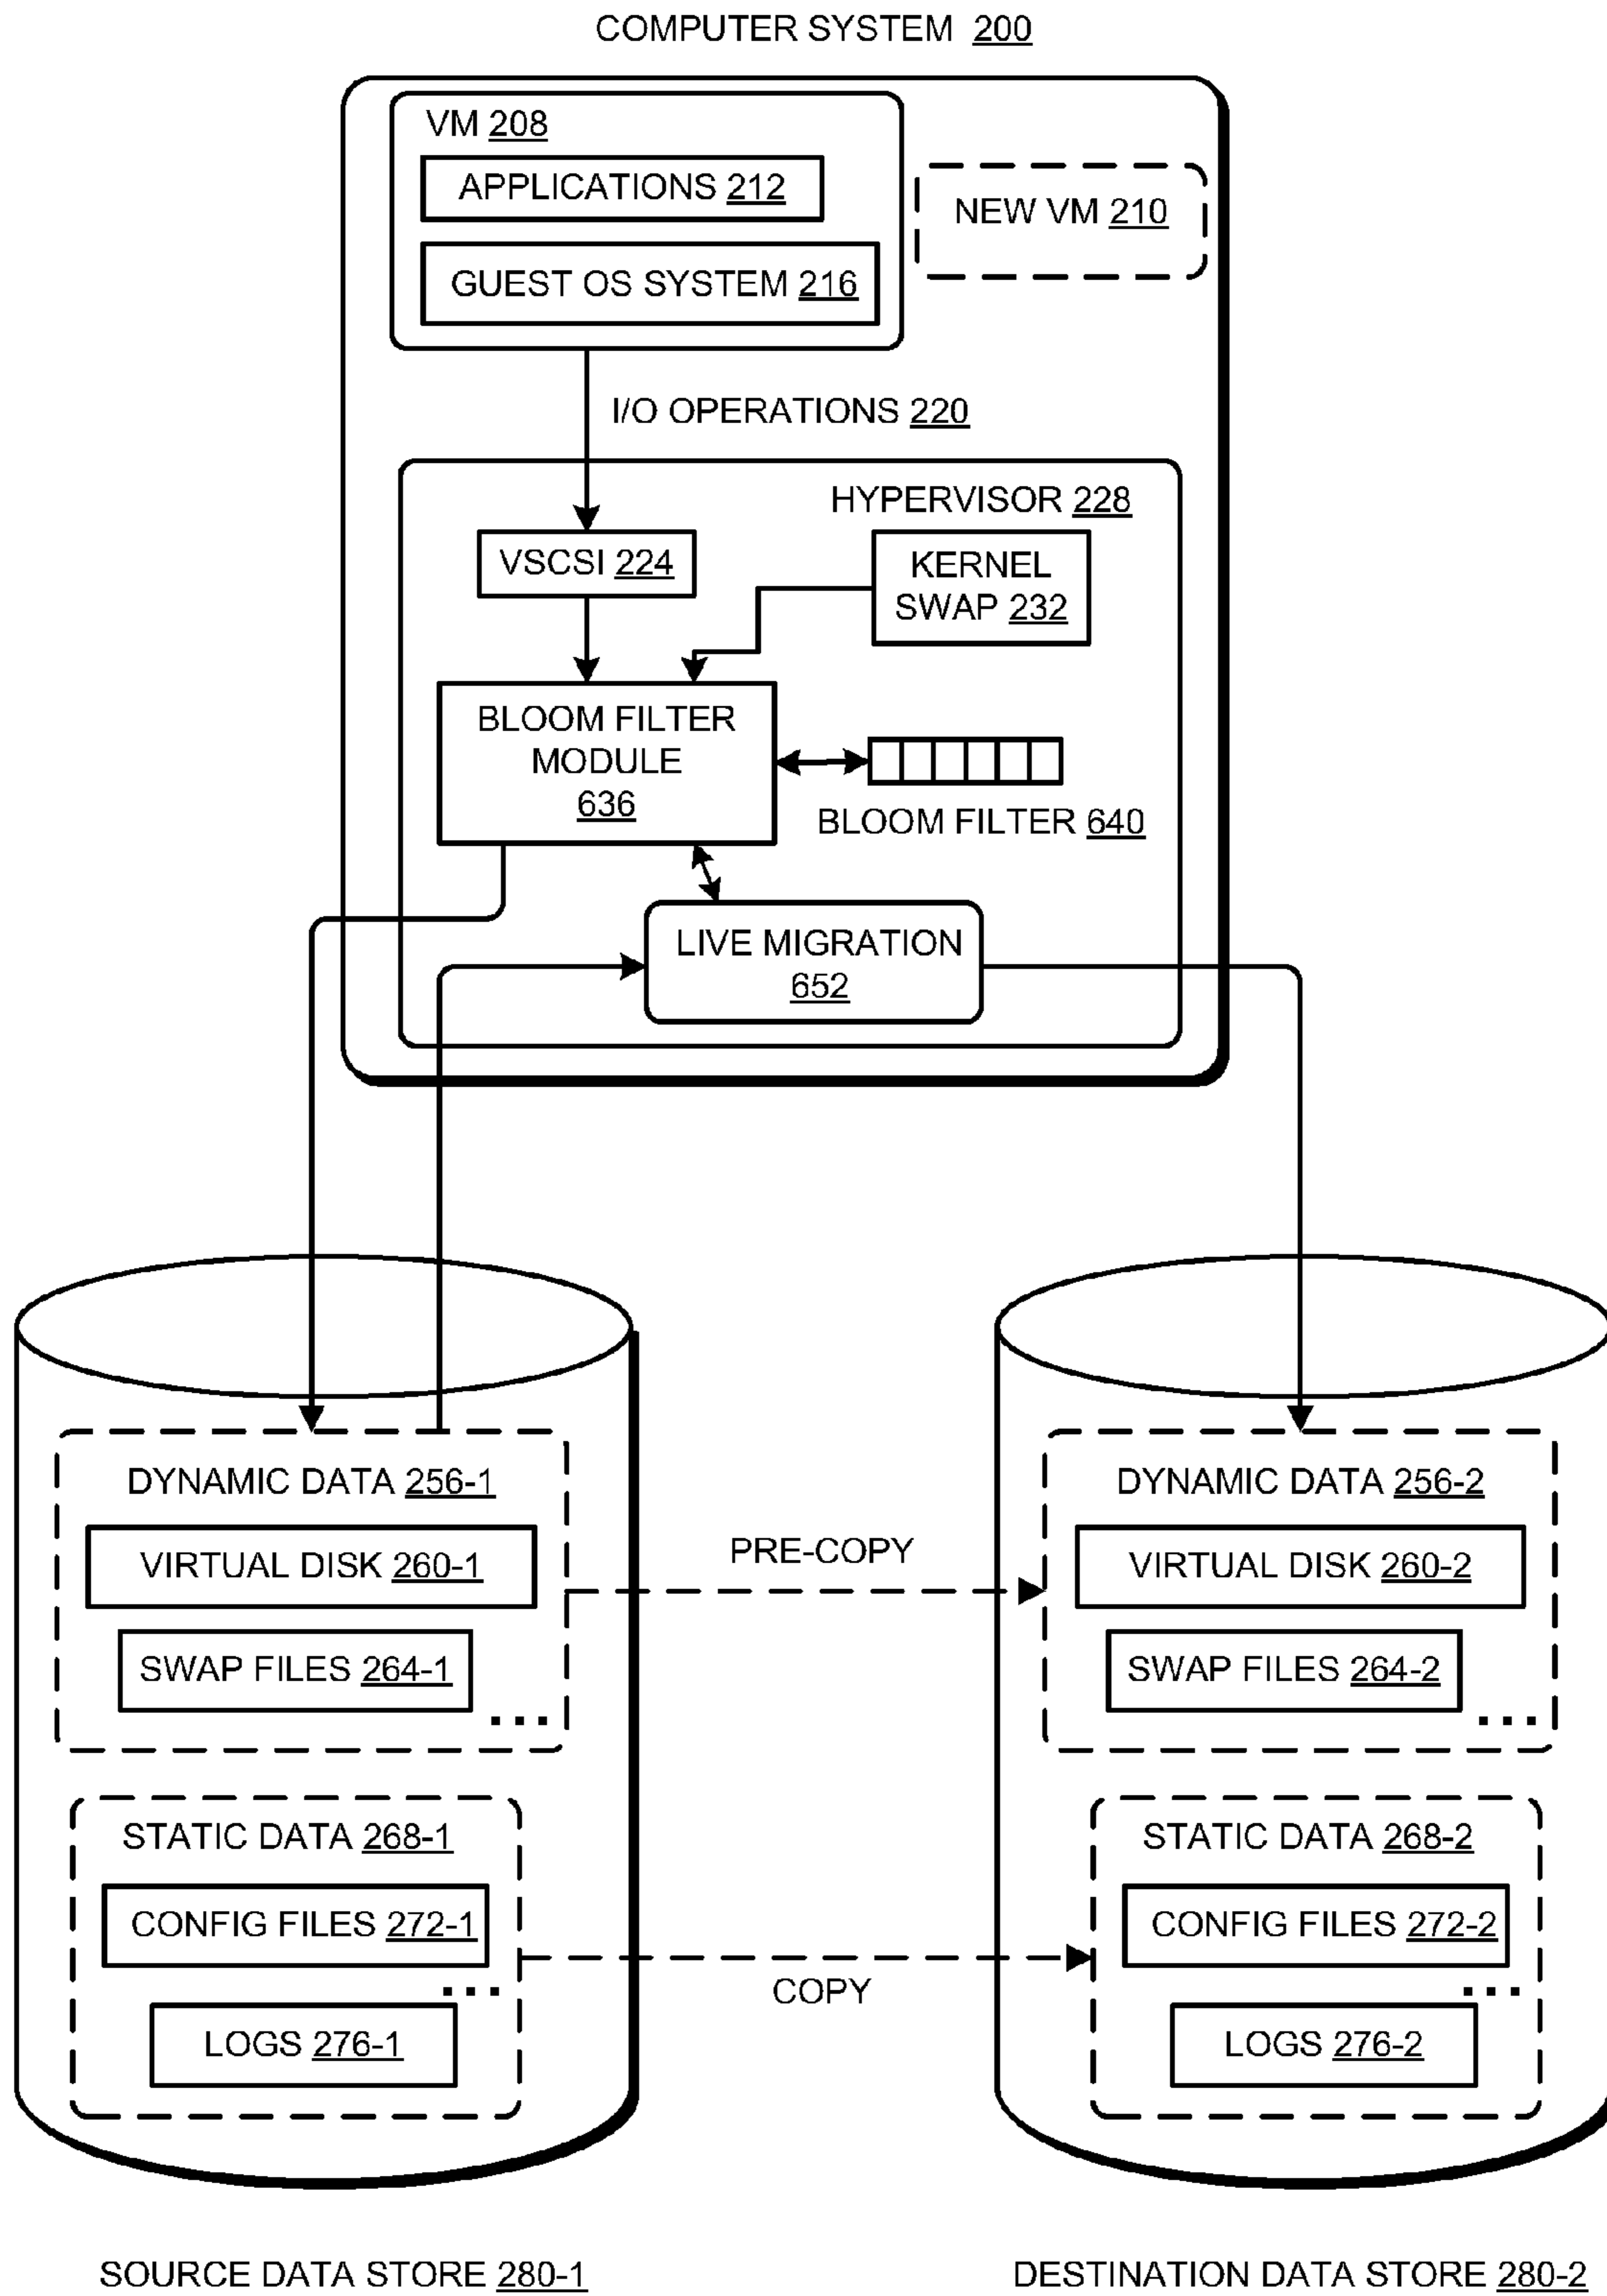 COMPUTER SYSTEM 200
VM 208
APPLICATIONS 212
GUEST OS SYSTEM 216
NEW VM 210
I/O OPERATIONS 220
HYPERVISOR 228
VSCSI 224
KERNEL
SWAP 232
BLOOM FILTER
MODULE
636
BLOOM FILTER 640
LIVE MIGRATION
652
DYNAMIC DATA 256-1
VIRTUAL DISK 260-1
SWAP FILES 264-1
...
PRE-COPY
DYNAMIC DATA 256-2
VIRTUAL DISK 260-2
SWAP FILES 264-2
...
STATIC DATA 268-1
CONFIG FILES 272-1
...
LOGS 276-1
COPY
STATIC DATA 268-2
CONFIG FILES 272-2
...
LOGS 276-2
SOURCE DATA STORE 280-1
DESTINATION DATA STORE 280-2